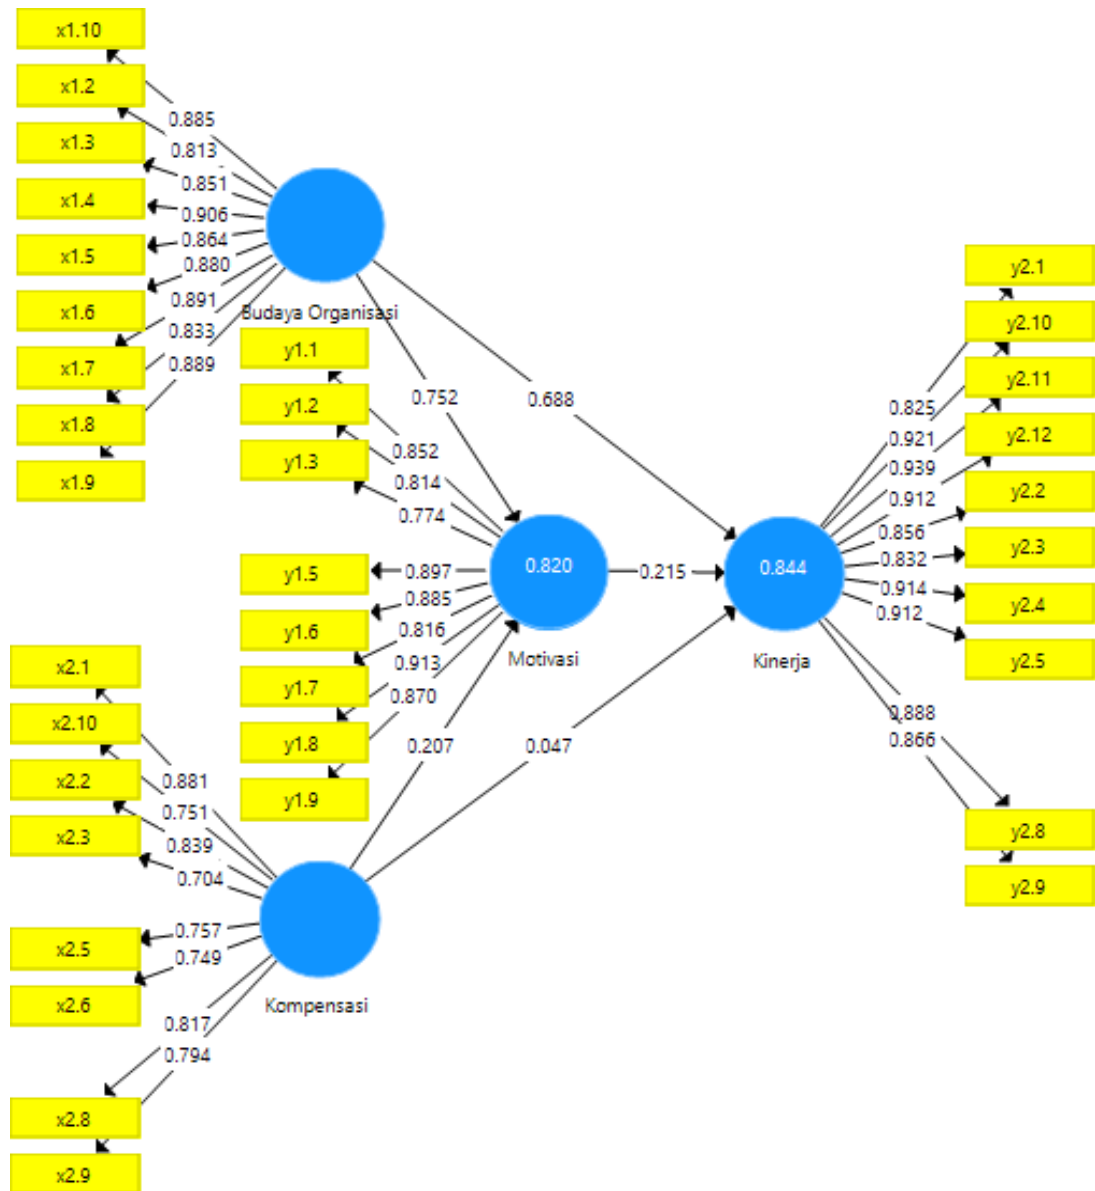 x1.10
x1.2
x1.3
x1.4
x1.5
x1.6
x1.7
x1.8
x1.9
0.885
0.813
0.851
0.906
0.864
0.880
0.891
0.833
0.889
Budaya Organisasi
y1.1
y1.2
y1.3
y1.5
y1.6
y1.7
y1.8
y1.9
0.852
0.814
0.774
0.897
0.885
0.816
0.913
0.870
0.752
0.688
0.820
Motivasi
0.215
0.844
Kinerja
0.207
0.047
x2.1
x2.10
x2.2
x2.3
x2.5
x2.6
x2.8
x2.9
0.881
0.751
0.839
0.704
0.757
0.749
0.817
0.794
Kompensasi
y2.1
y2.10
y2.11
y2.12
y2.2
y2.3
y2.4
y2.5
y2.8
y2.9
0.825
0.921
0.939
0.912
0.856
0.832
0.914
0.912
0.888
0.866